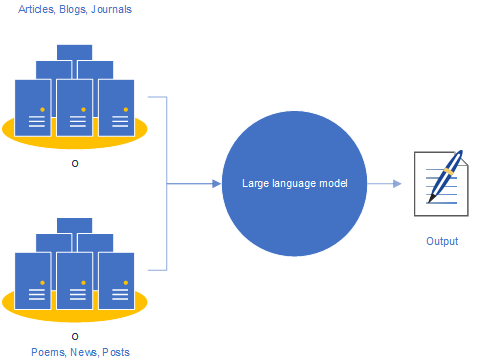 Articles, Blogs, Journals
O
Large language model
Output
O
Poems, News, Posts